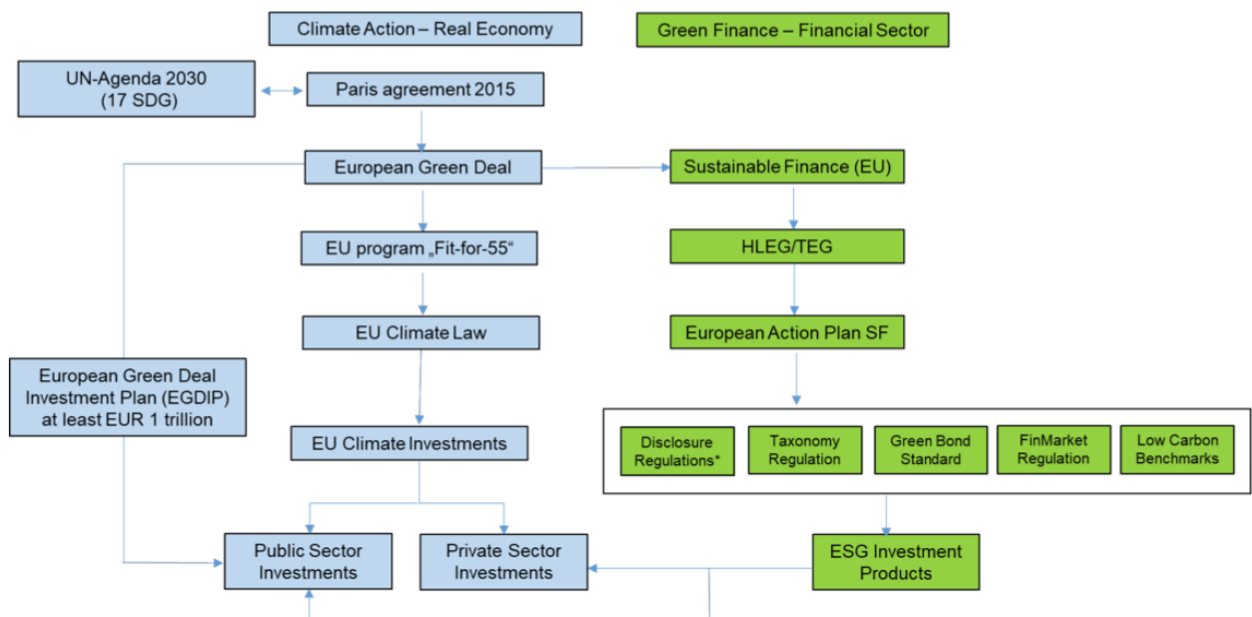 Climate Action – Real Economy
Green Finance – Financial Sector
UN-Agenda 2030
(17 SDG)
Paris agreement 2015
European Green Deal
Sustainable Finance (EU)
EU program „Fit-for-55“
HLEG/TEG
EU Climate Law
European Action Plan SF
European Green Deal
Investment Plan (EGDIP)
at least EUR 1 trillion
EU Climate Investments
Disclosure
Regulations*
Taxonomy
Regulation
Green Bond
Standard
FinMarket
Regulation
Low Carbon
Benchmarks
Public Sector
Investments
Private Sector
Investments
ESG Investment
Products